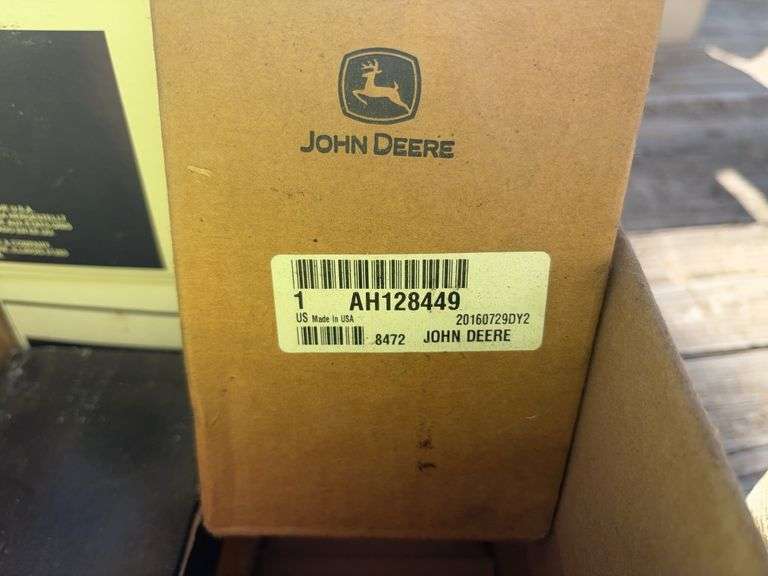 JOHN DEERE
1 AH128449
US Made In USA 20160729DY2
8472 JOHN DEERE